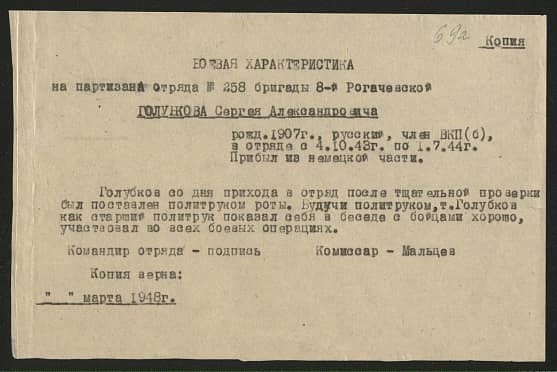 69а
Копия
БОЕВАЯ ХАРАКТЕРИСТИКА
на партизана отряда № 258 бригады 8-й Рогачевской
ГОЛУБКОВА Сергея Александровича
рожд.1907г., русский, член ВКП(б),
в отряде с 4.10.43г. по 1.7.44г.
Прибыл из немецкой части.
Голубков со дня прихода в отряд после тщательной проверки
был поставлен политруком роты. Будучи политруком,т.Голубков
как старший политрук показал себя в беседе с бойцами хорошо,
участвовал во всех боевых операциях.
Командир отряда - подпись Комиссар - Мальцев
Копия верна:
" " марта 1948г.